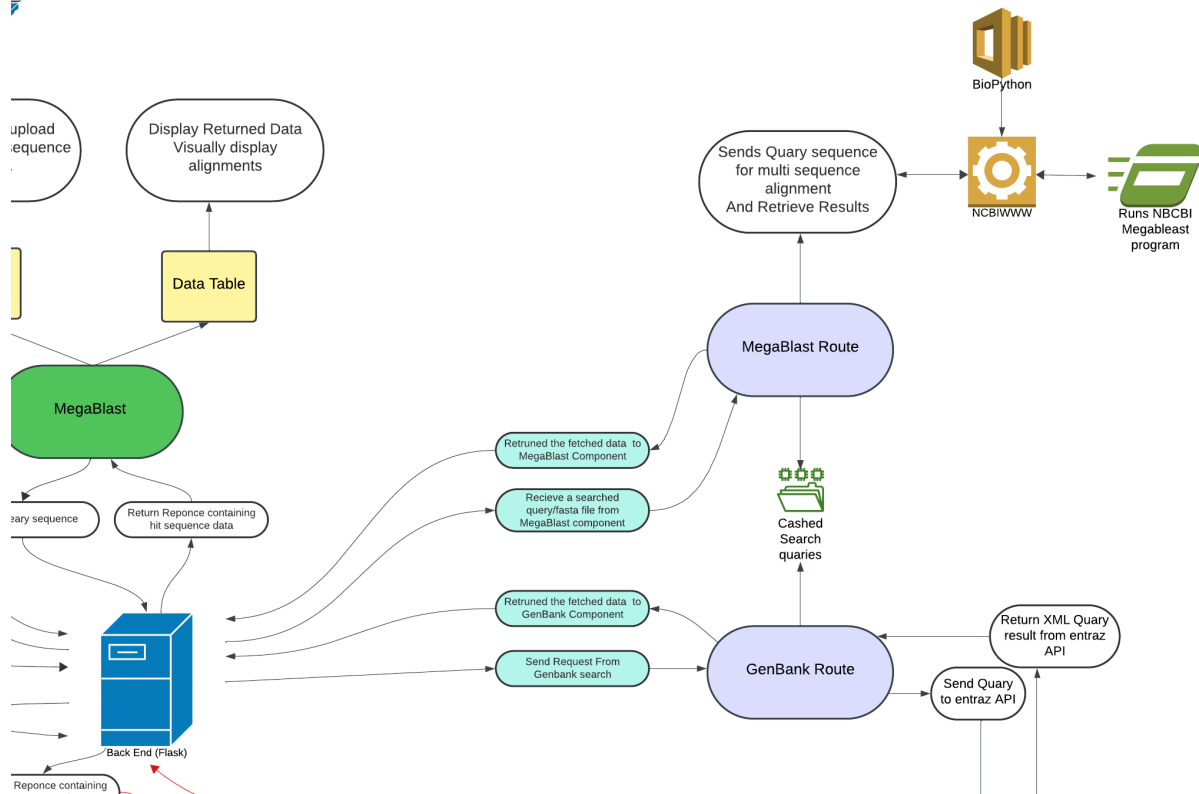 BioPython
upload
sequence
Display Returned Data
Visually display
alignments
Sends Quary sequence
for multi sequence
alignment
And Retrieve Results
NCBIWWW
Runs NBCBI
Megableast
program
Data Table
MegaBlast Route
MegaBlast
Retruned the fetched data to
MegaBlast Component
Recieve a searched
query/fasta file from
MegaBlast component
eary sequence
Return Reponce containing
hit sequence data
Cashed
Search
quaries
Retruned the fetched data to
GenBank Component
Send Request From
Genbank search
GenBank Route
Return XML Quary
result from entraz
API
Send Quary
to entraz API
Back End (Flask)
Reponce containing